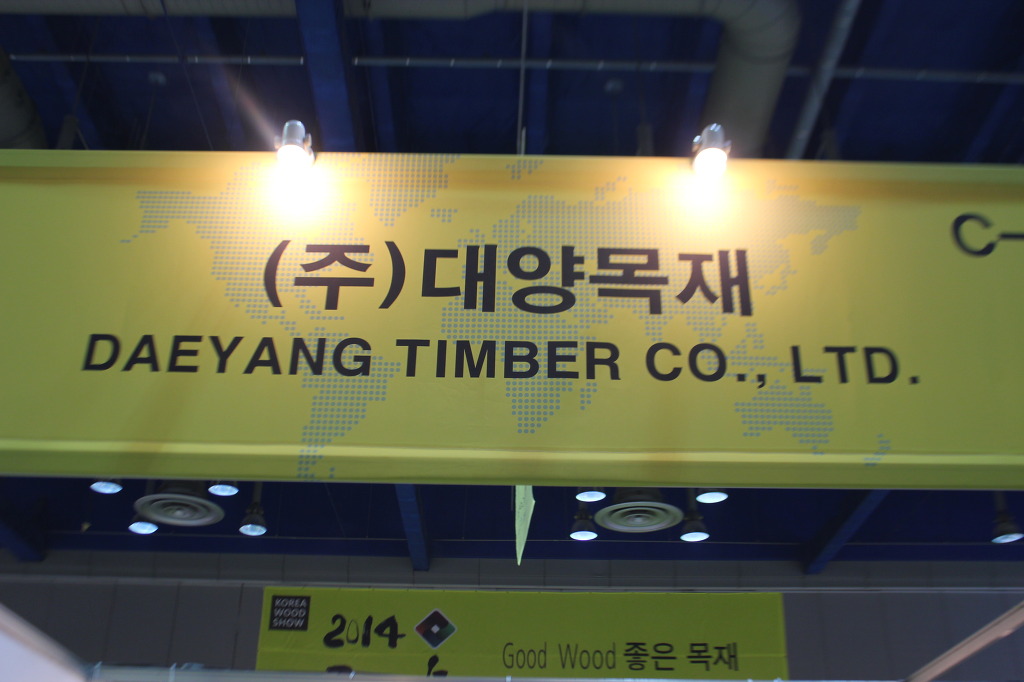 C-
(주)대양목재
DAEYANG TIMBER CO., LTD.
KOREA
WOOD
SHOW
2014
Good Wood 좋은 목재